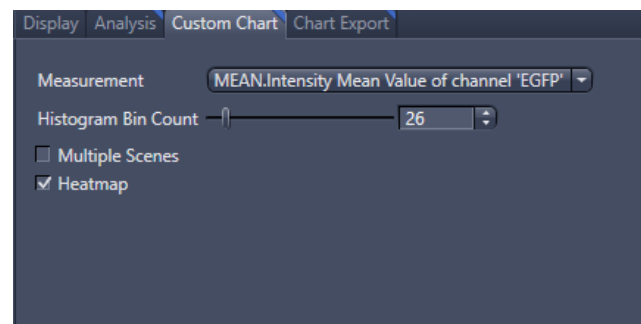 Display Analysis Custom Chart Chart Export
Measurement MEAN.Intensity Mean Value of channel 'EGFP'
Histogram Bin Count 26
Multiple Scenes
Heatmap